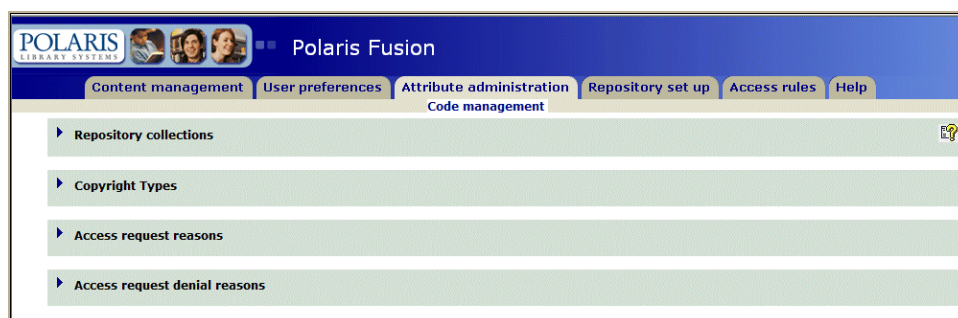 POLARIS
LIBRARY SYSTEMS
Polaris Fusion
Content management User preferences Attribute administration Repository set up Access rules Help
Code management
Repository collections
Copyright Types
Access request reasons
Access request denial reasons